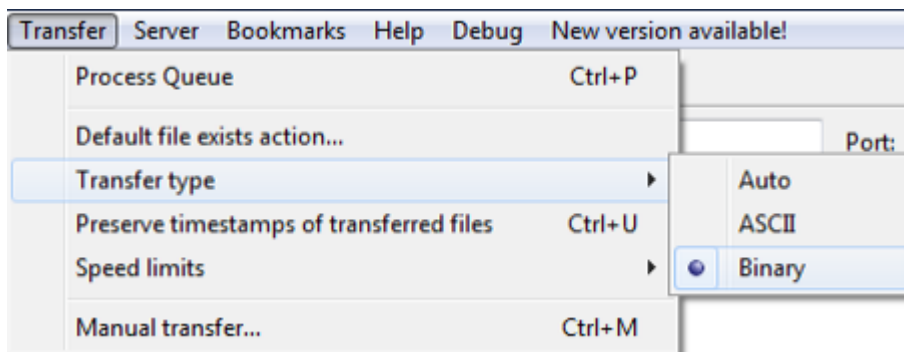 Transfer Server Bookmarks Help Debug New version available!
Process Queue Ctrl+P
Default file exists action...
Port:
Transfer type
Auto
Preserve timestamps of transferred files Ctrl+U
ASCII
Speed limits
Binary
Manual transfer... Ctrl+M